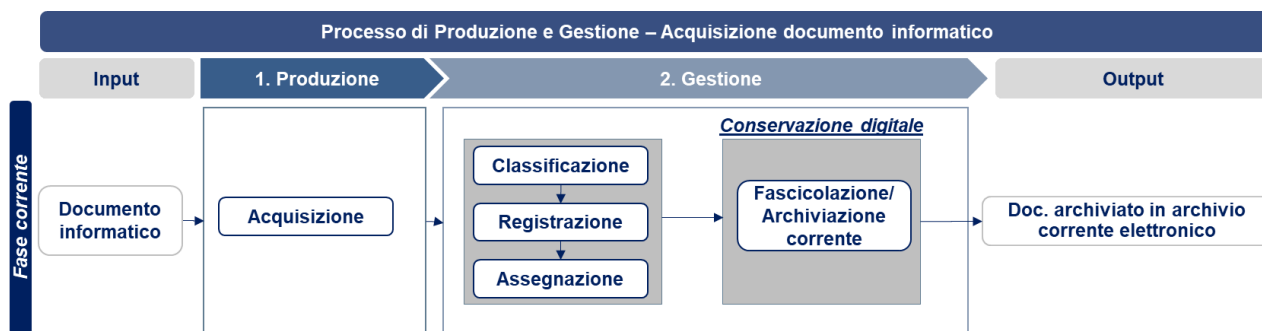 Processo di Produzione e Gestione – Acquisizione documento informatico
Input
1. Produzione
2. Gestione
Output
Fase corrente
Documento
informatico
Acquisizione
Classificazione
Registrazione
Assegnazione
Conservazione digitale
Fascicolazione/
Archiviazione
corrente
Doc. archiviato in archivio
corrente elettronico